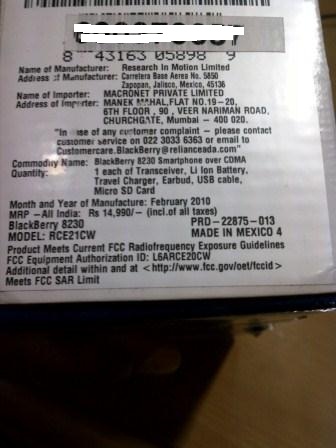 8 43163 05898 9
Name of Manufacturer: Research In Motion Limited
Address of Manufacturer: Carretera Base Aerea No. 5850
Zapopan, Jalisco, Mexico, 45136
Name of Importer: MACRONET PRIVATE LIMITED
Address of Importer: MANEK MAHAL, FLAT NO.19-20,
6TH FLOOR, 90, VEER NARIMAN ROAD,
CHURCHGATE, Mumbai - 400 020.
"In case of any customer complaint - please contact
customer service on 022 3033 6363 or email to
Customercare.BlackBerry@relianceada.com"
Commodity Name: BlackBerry 8230 Smartphone over CDMA
Quantity: 1 each of Transceiver, Li Ion Battery,
Travel Charger, Earbud, USB cable,
Micro SD Card
Month and Year of Manufacture: February 2010
MRP -All India: Rs 14,990/- (incl.of all taxes)
BlackBerry 8230 PRD-22875-013
MODEL: RCE21CW MADE IN MEXICO 4
Product Meets Current FCC Radiofrequency Exposure Guidelines
FCC Equipment Authorization ID: L6ARCE20CW
Additional detail within and at <http://www.fcc.gov/oet/fccid>
Meets FCC SAR Limit